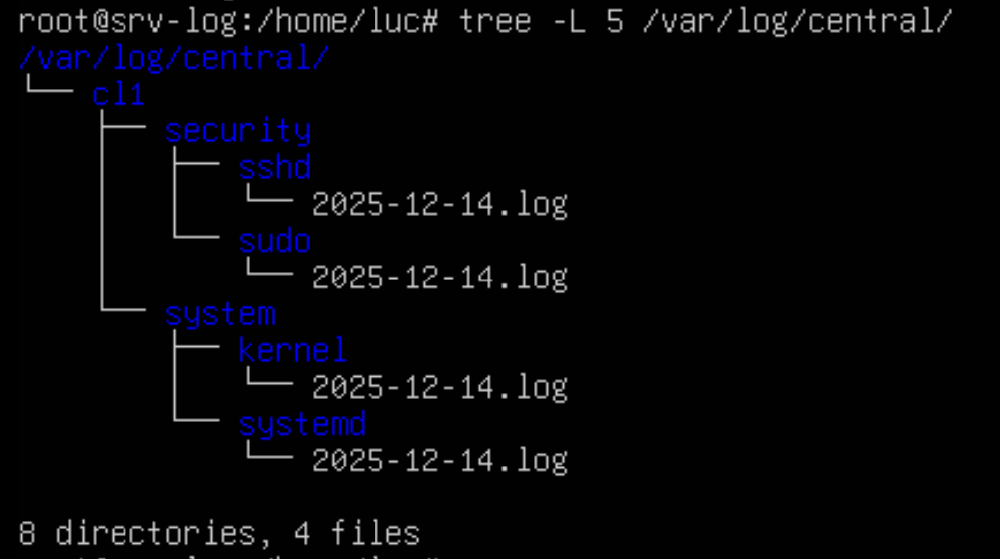 root@srv-log:/home/luc# tree -L 5 /var/log/central/
/var/log/central/
└── cl1
    ├── security
    │   ├── sshd
    │   │   └── 2025-12-14.log
    │   └── sudo
    │       └── 2025-12-14.log
    └── system
        ├── kernel
        │   └── 2025-12-14.log
        └── systemd
            └── 2025-12-14.log

8 directories, 4 files